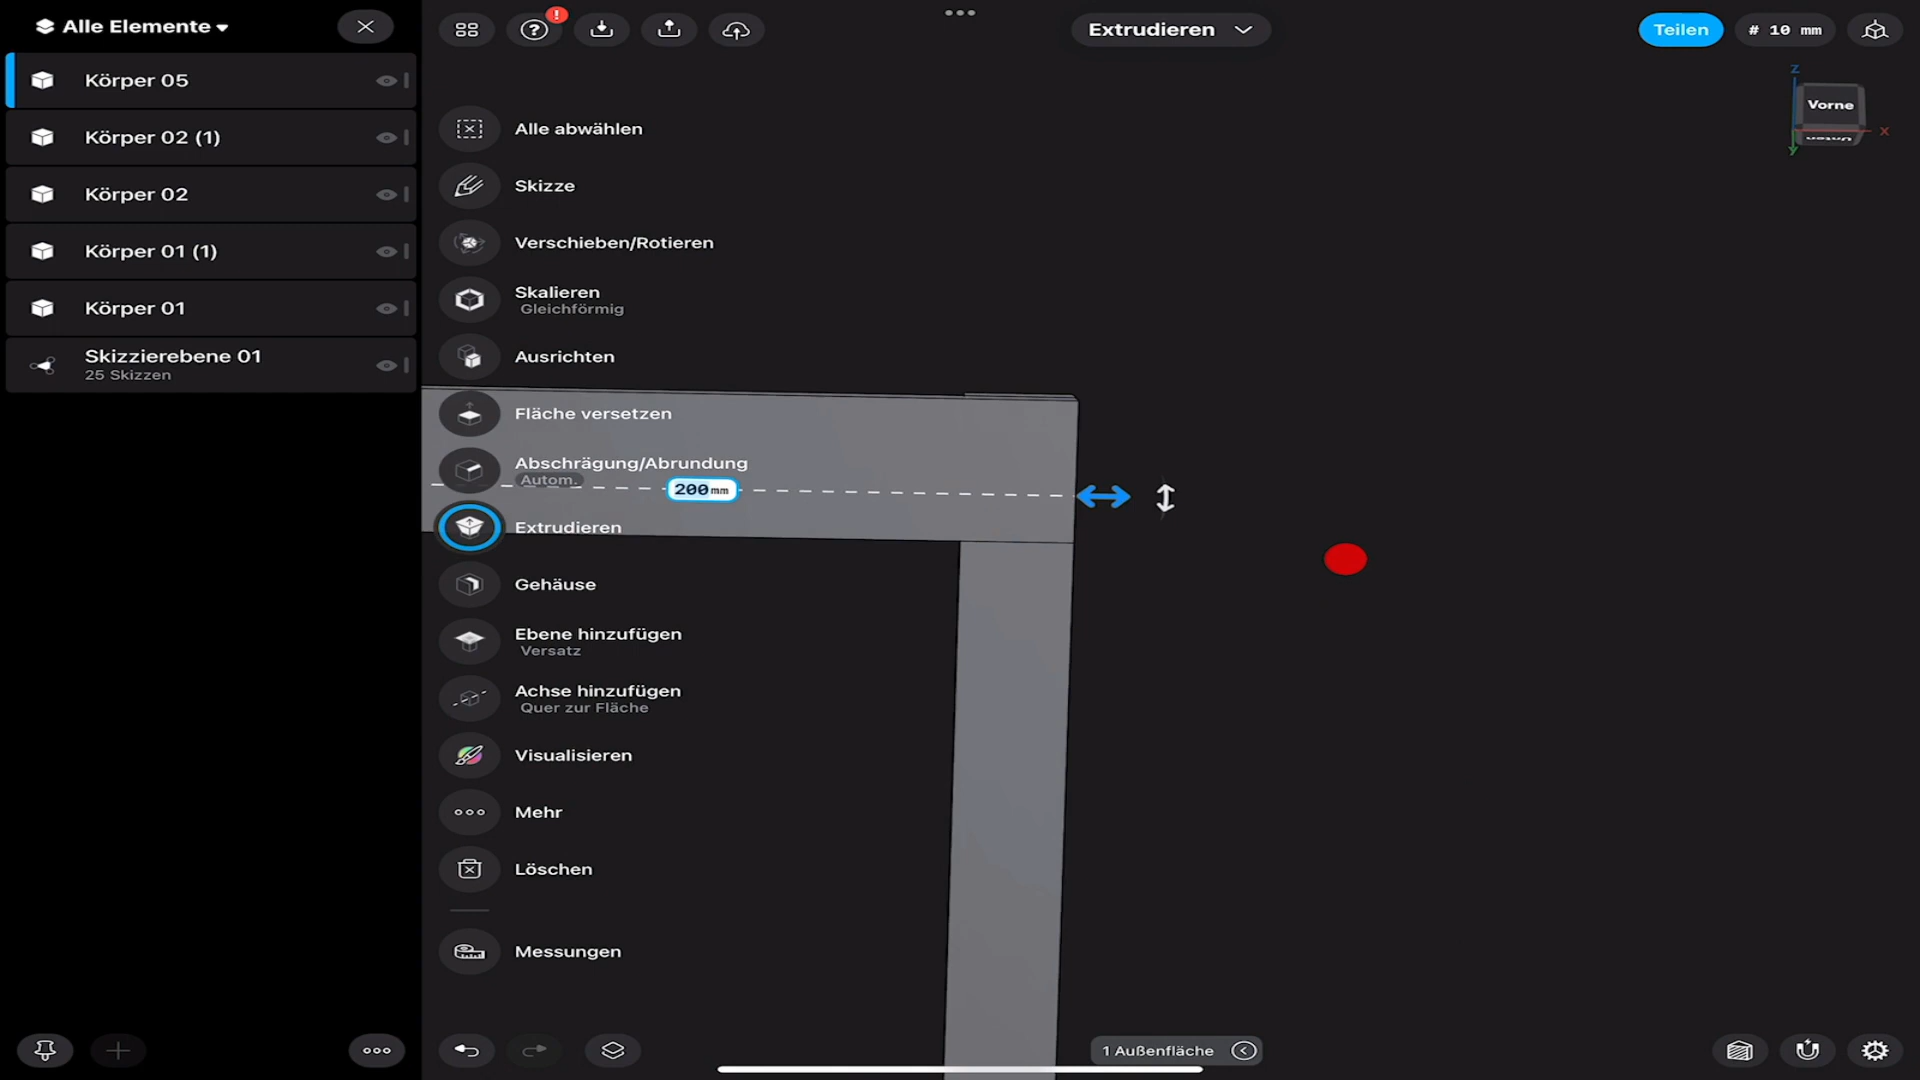 Alle Elemente
Körper 05
Körper 02 (1)
Körper 02
Körper 01 (1)
Körper 01
Skizzierebene 01
25 Skizzen
Extrudieren
Teilen
# 10 mm
z
Vorne
Unten
x
y
Alle abwählen
Skizze
Verschieben/Rotieren
Skalieren
Gleichförmig
Ausrichten
Fläche versetzen
Abschrägung/Abrundung
Autom.
200 mm
Extrudieren
Gehäuse
Ebene hinzufügen
Versatz
Achse hinzufügen
Quer zur Fläche
Visualisieren
Mehr
Löschen
Messungen
1 Außenfläche